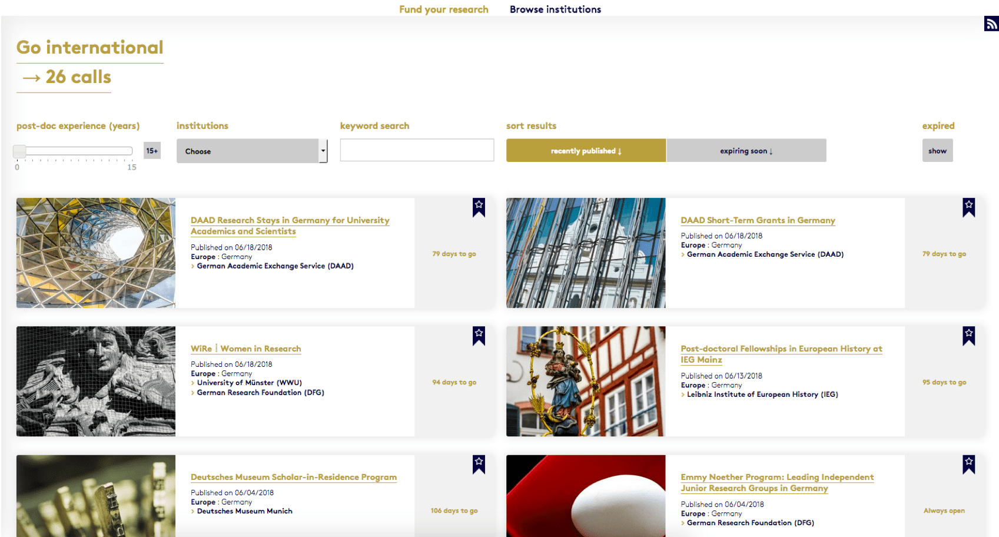 Fund your research
Browse institutions
Go international
→ 26 calls
post-doc experience (years)
institutions
keyword search
sort results
expired
15+
Choose
recently published ↓
expiring soon ↓
show
0
15
DAAD Research Stays in Germany for University
Academics and Scientists
Published on 06/18/2018
Europe : Germany
› German Academic Exchange Service (DAAD)
79 days to go
DAAD Short-Term Grants in Germany
Published on 06/18/2018
Europe : Germany
› German Academic Exchange Service (DAAD)
79 days to go
WiRe ┊ Women in Research
Published on 06/18/2018
Europe : Germany
› University of Münster (WWU)
› German Research Foundation (DFG)
94 days to go
Post-doctoral Fellowships in European History at
IEG Mainz
Published on 06/13/2018
Europe : Germany
› Leibniz Institute of European History (IEG)
95 days to go
Deutsches Museum Scholar-in-Residence Program
Published on 06/04/2018
Europe : Germany
› Deutsches Museum Munich
106 days to go
Emmy Noether Program: Leading Independent
Junior Research Groups in Germany
Published on 06/04/2018
Europe : Germany
› German Research Foundation (DFG)
Always open